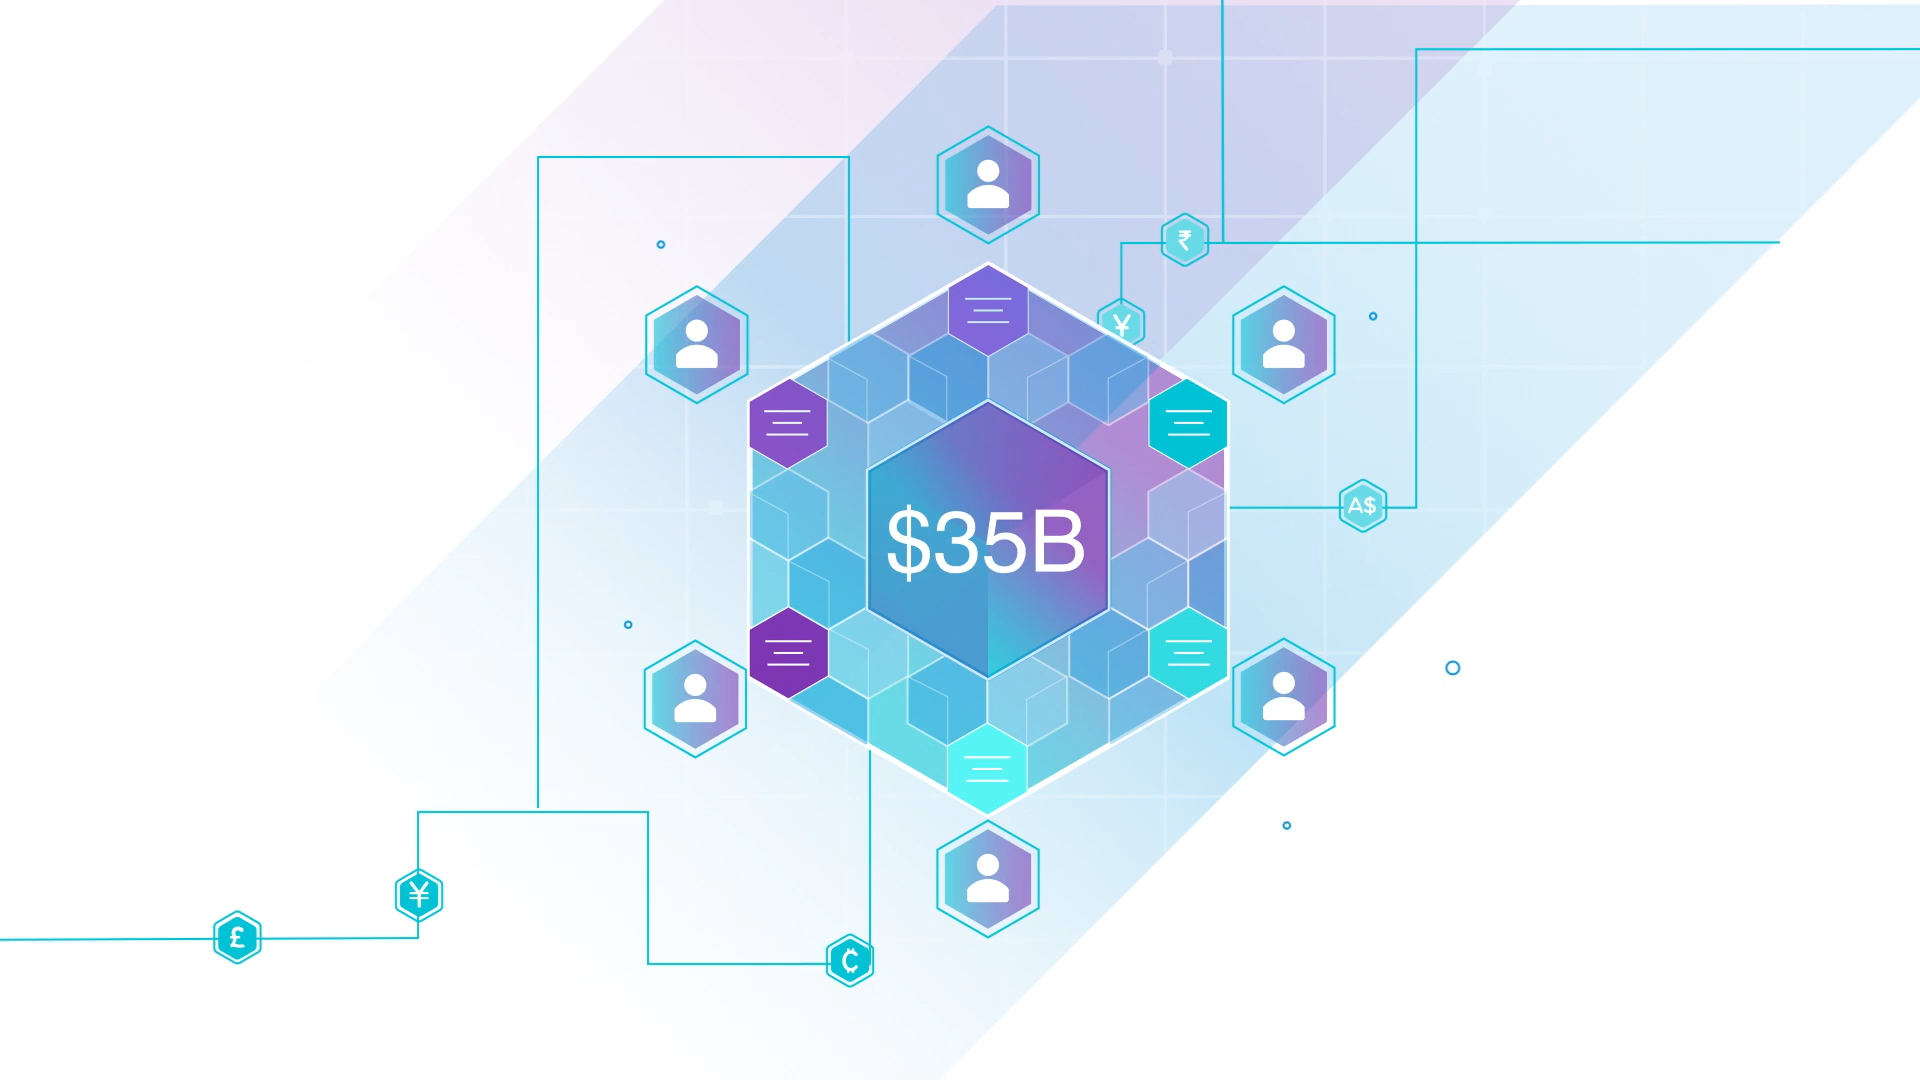 ₹
¥
A$
$35B
¥
£
₵